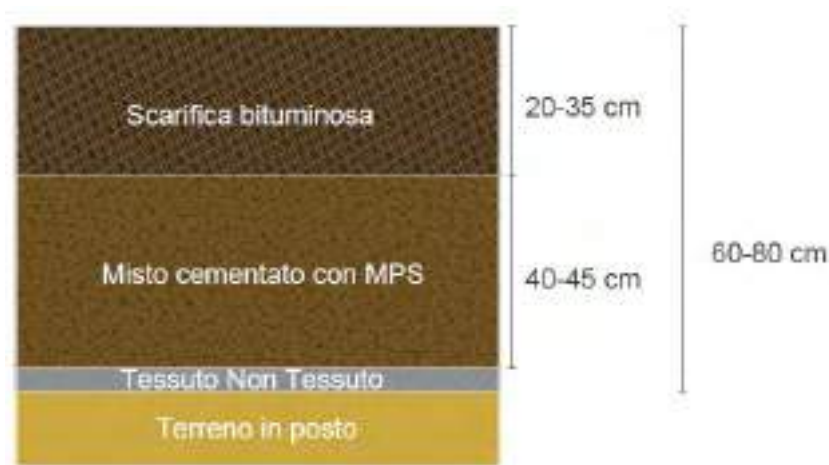 Scarifica bituminosa
20-35 cm
Misto cementato con MPS
40-45 cm
60-80 cm
Tessuto Non Tessuto
Terreno in posto